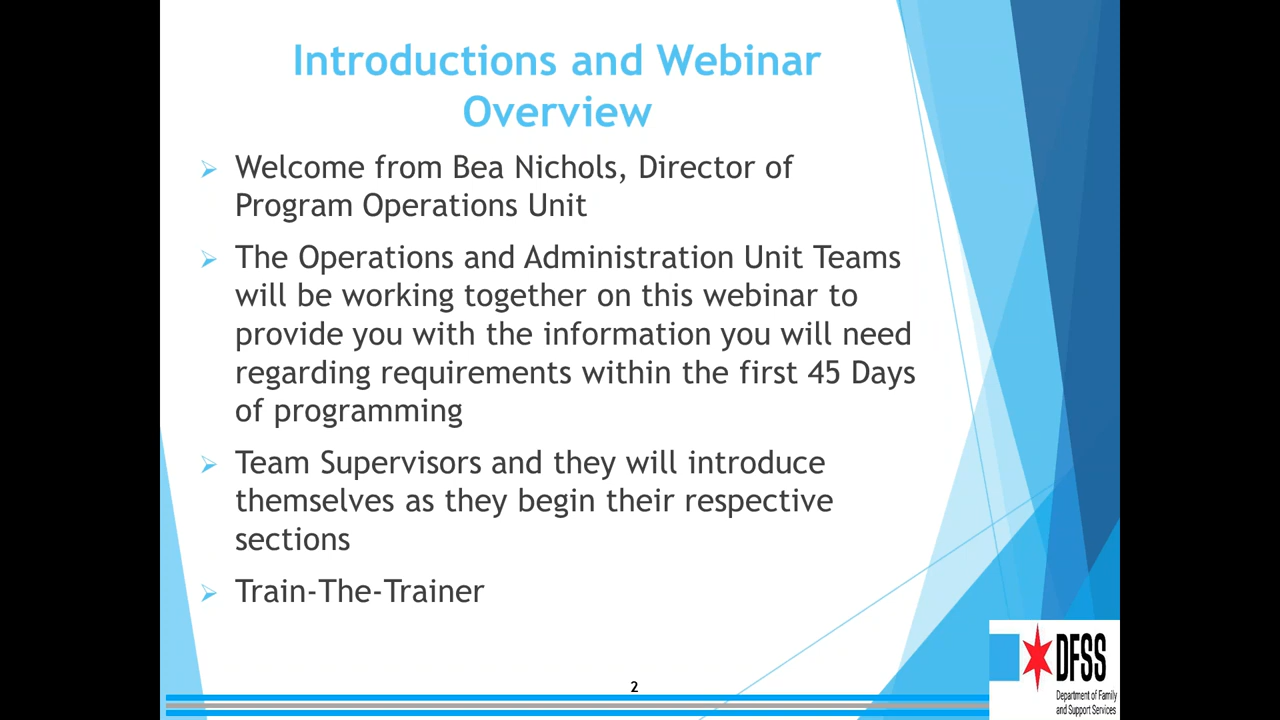 Introductions and Webinar
Overview
Welcome from Bea Nichols, Director of
Program Operations Unit
The Operations and Administration Unit Teams
will be working together on this webinar to
provide you with the information you will need
regarding requirements within the first 45 Days
of programming
Team Supervisors and they will introduce
themselves as they begin their respective
sections
Train-The-Trainer
2
DFSS
Department of Family
and Support Services